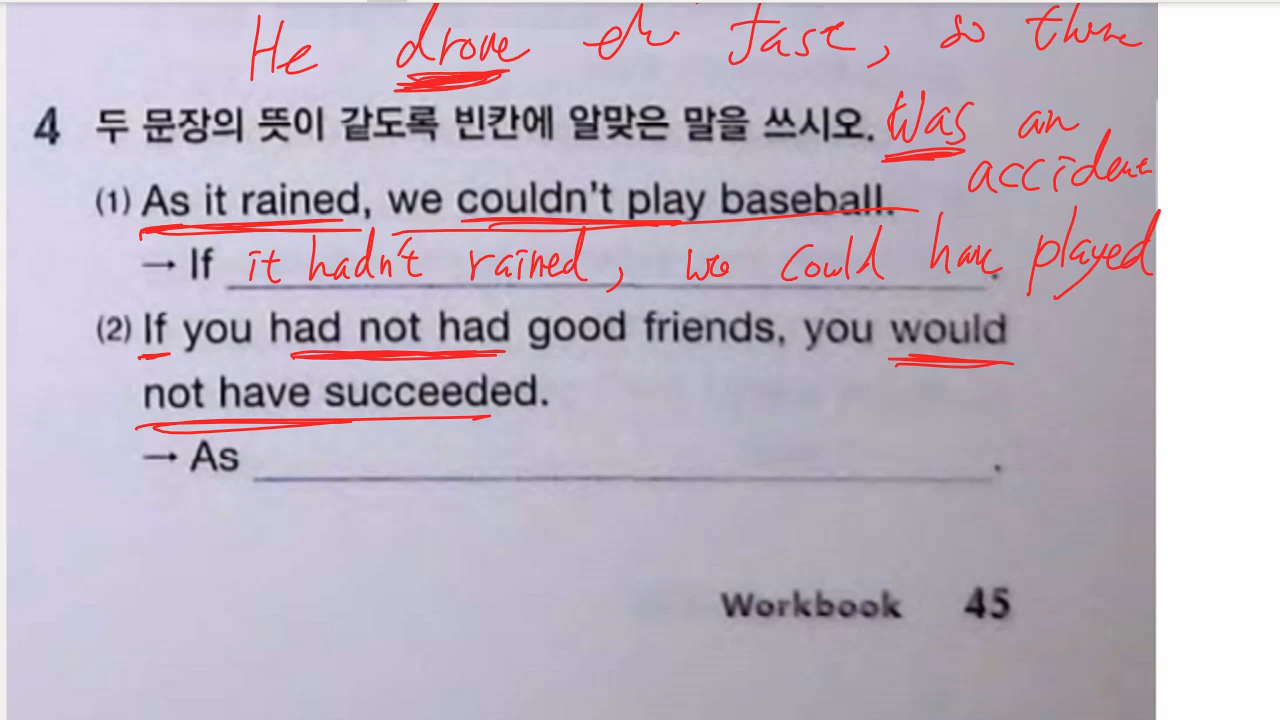 He drove fast, so there
4 두 문장의 뜻이 같도록 빈칸에 알맞은 말을 쓰시오. was an
accident
(1) As it rained, we couldn't play baseball.
→ If it hadn't rained, we could have played.
(2) If you had not had good friends, you would
not have succeeded.
→ As .
Workbook 45